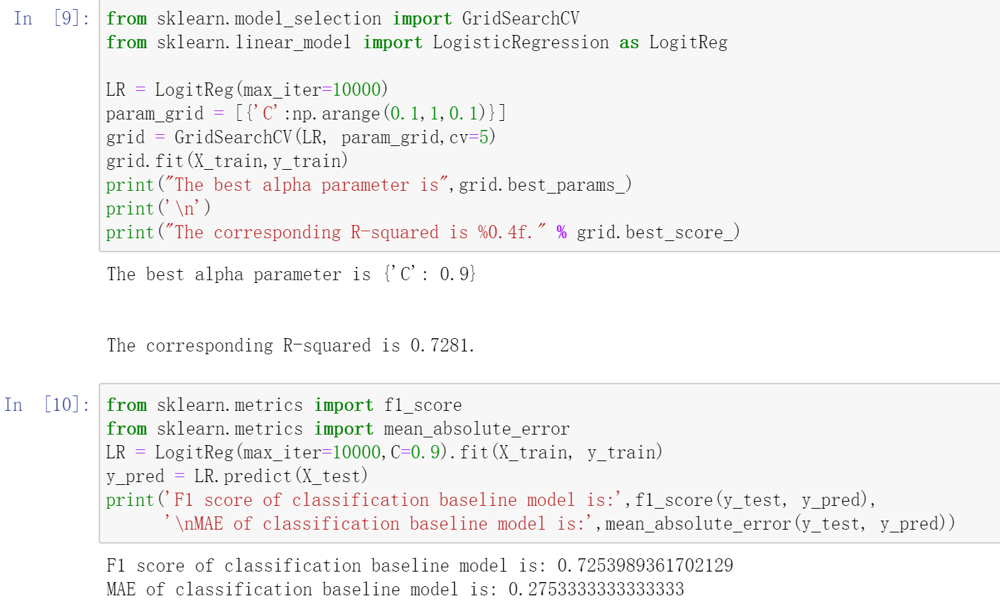 In [9]: from sklearn.model_selection import GridSearchCV
from sklearn.linear_model import LogisticRegression as LogitReg
LR = LogitReg(max_iter=10000)
param_grid = [{'C':np.arange(0.1,1,0.1)}]
grid = GridSearchCV(LR, param_grid,cv=5)
grid.fit(X_train,y_train)
print("The best alpha parameter is",grid.best_params_)
print('\n')
print("The corresponding R-squared is %0.4f." % grid.best_score_)
The best alpha parameter is {'C': 0.9}
The corresponding R-squared is 0.7281.
In [10]: from sklearn.metrics import f1_score
from sklearn.metrics import mean_absolute_error
LR = LogitReg(max_iter=10000,C=0.9).fit(X_train, y_train)
y_pred = LR.predict(X_test)
print('F1 score of classification baseline model is:',f1_score(y_test, y_pred),
'\nMAE of classification baseline model is:',mean_absolute_error(y_test, y_pred))
F1 score of classification baseline model is: 0.7253989361702129
MAE of classification baseline model is: 0.2753333333333333